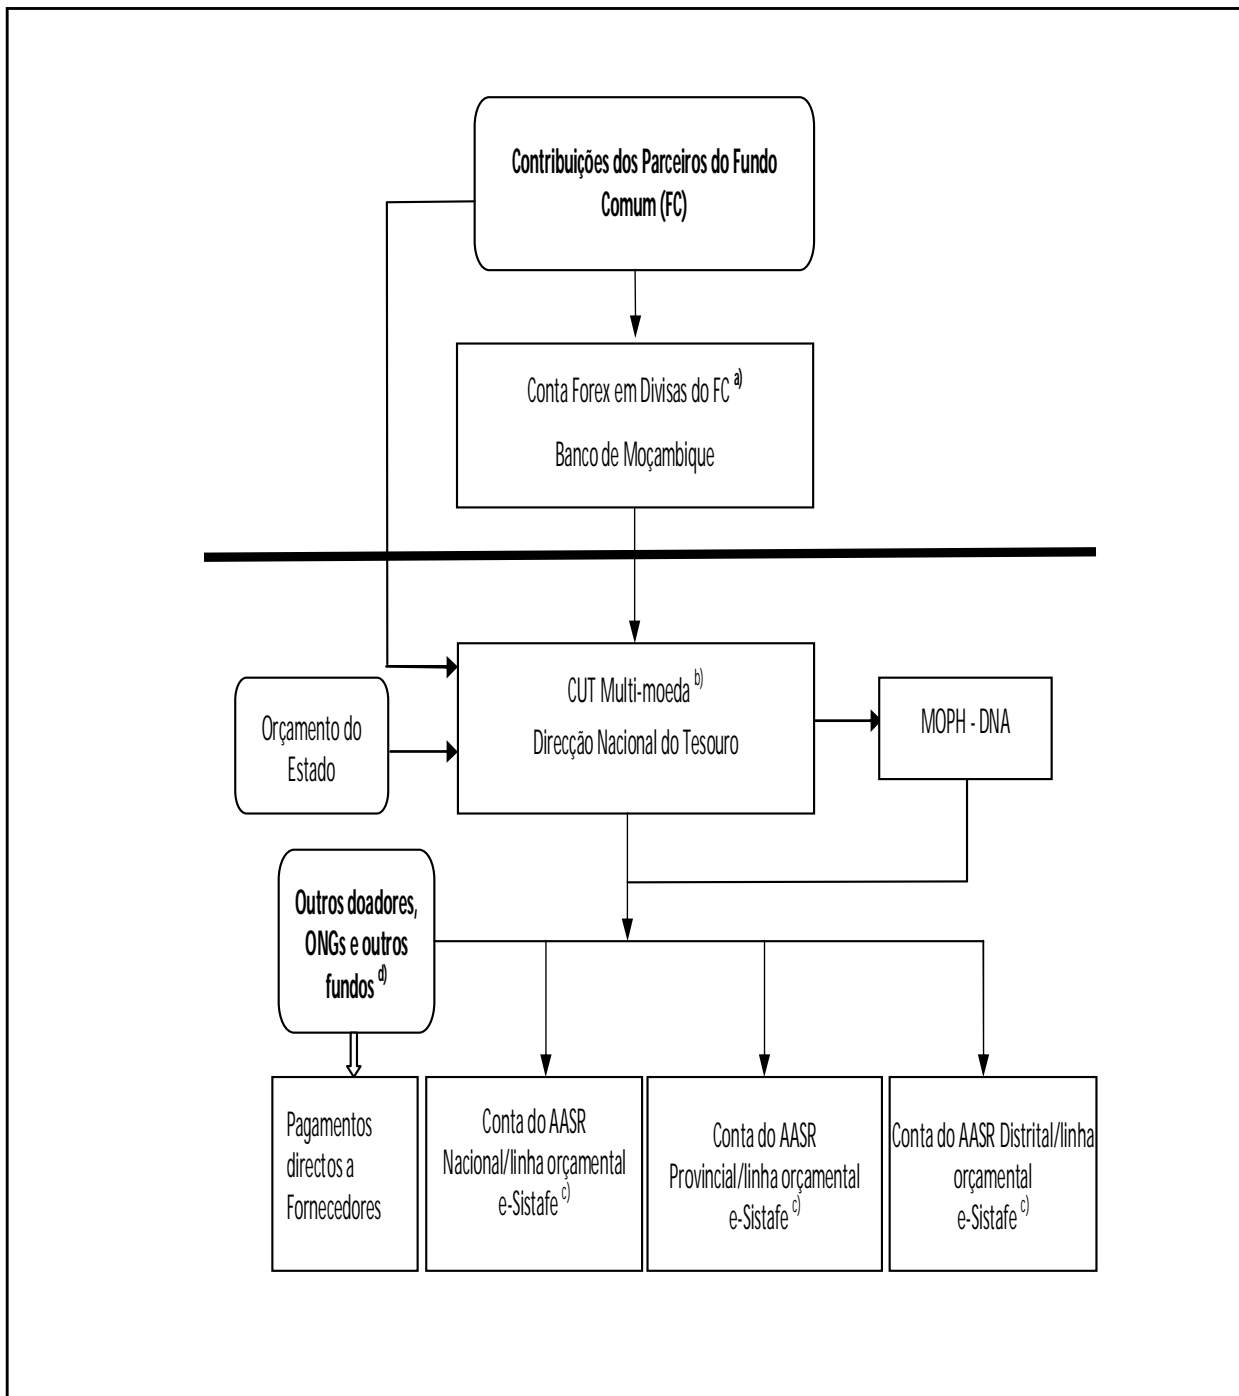 Contribuições dos Parceiros do Fundo
Comum (FC)
Conta Forex em Divisas do FC a)
Banco de Moçambique
CUT Multi-moeda b)
Direcção Nacional do Tesouro
Orçamento do
Estado
MOPH - DNA
Outros doadores,
ONGs e outros
fundos d)
Pagamentos
directos a
Fornecedores
Conta do AASR
Nacional/linha orçamental
e-Sistafe c)
Conta do AASR
Provincial/linha orçamental
e-Sistafe c)
Conta do AASR Distrital/linha
orçamental
e-Sistafe c)